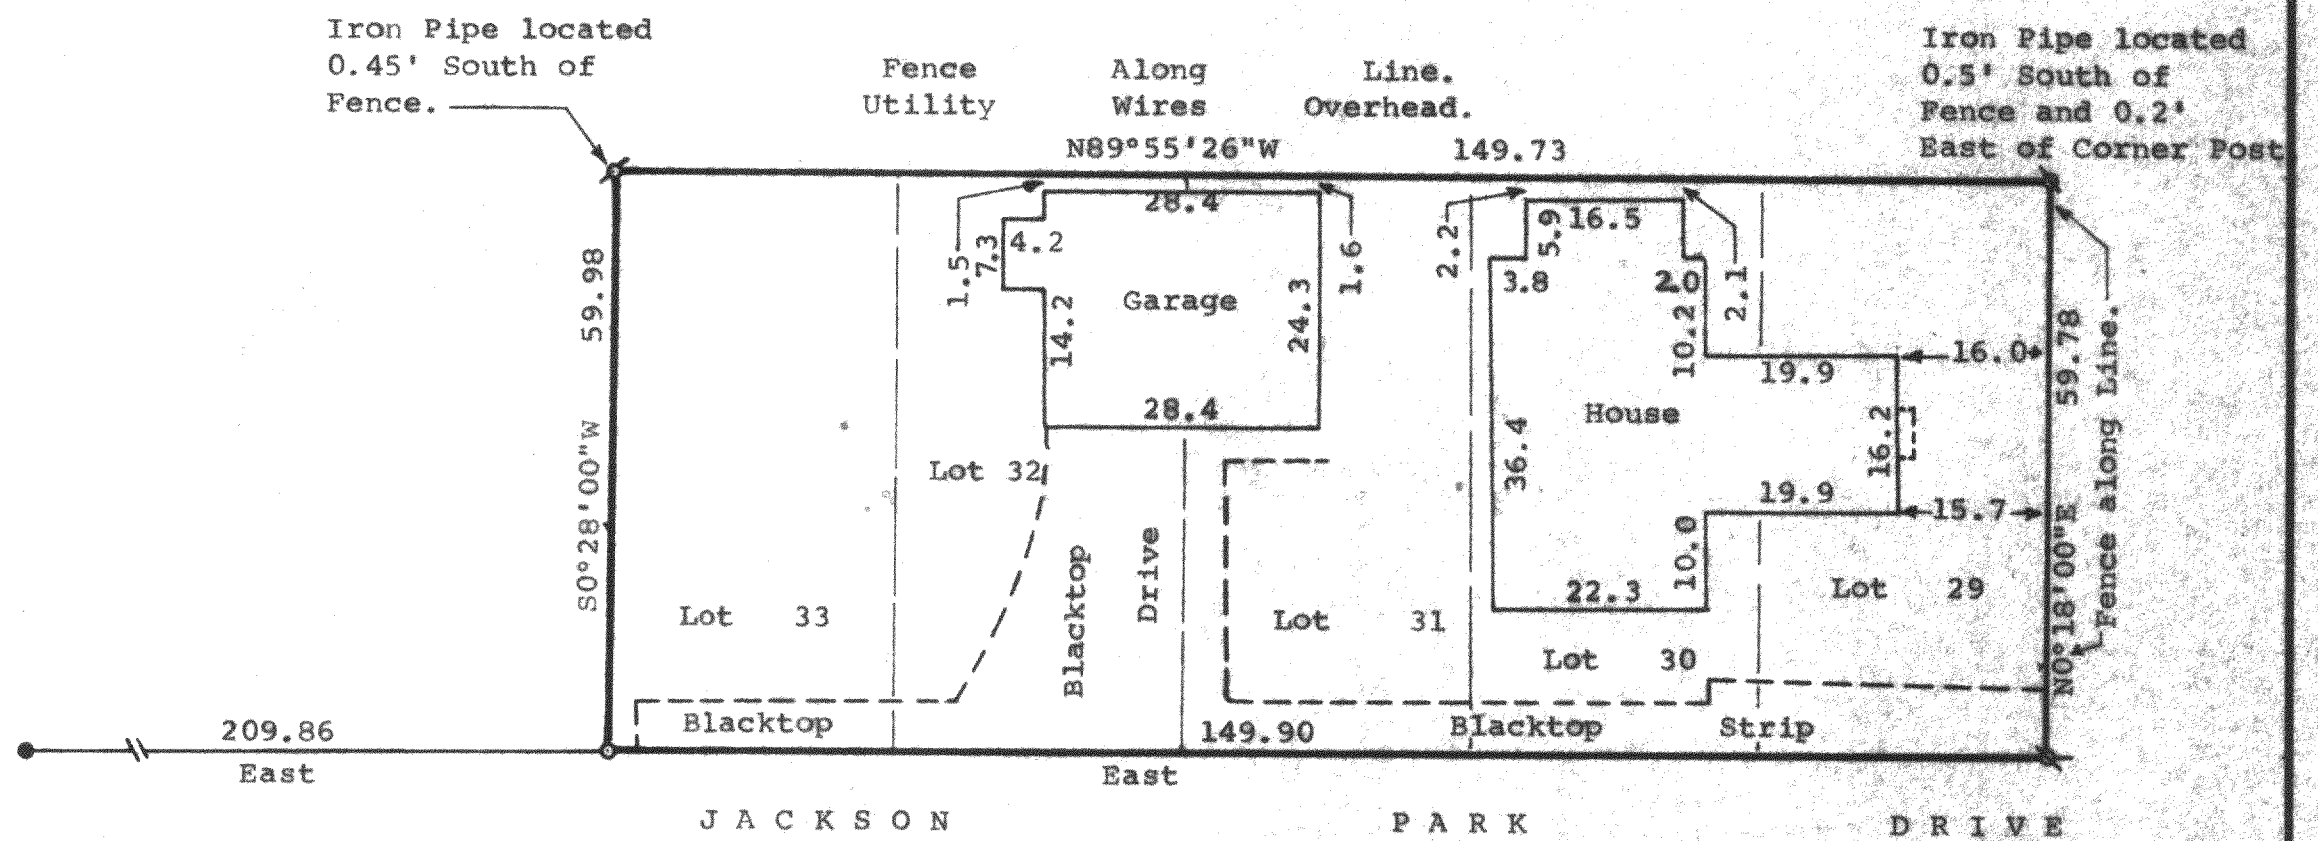 Iron Pipe located
0.45' South of
Fence.
Fence Along Line.
Utility Wires Overhead.
N89°55'26"W 149.73
Iron Pipe located
0.5' South of
Fence and 0.2'
East of Corner Post
59.98
S0°28'00"W
28.4
4.2
7.3
1.5
14.2
Garage
24.3
1.6
28.4
2.2
5.9
16.5
3.8
2.0
2.1
10.2
19.9
16.0
House
36.4
16.2
19.9
15.7
10.0
22.3
59.78
N0°18'00"E
Fence along Line.
Lot 32
Lot 33
Blacktop
Drive
Lot 31
Lot 30
Lot 29
Blacktop
Blacktop Strip
209.86
East
149.90
East
JACKSON PARK DRIVE